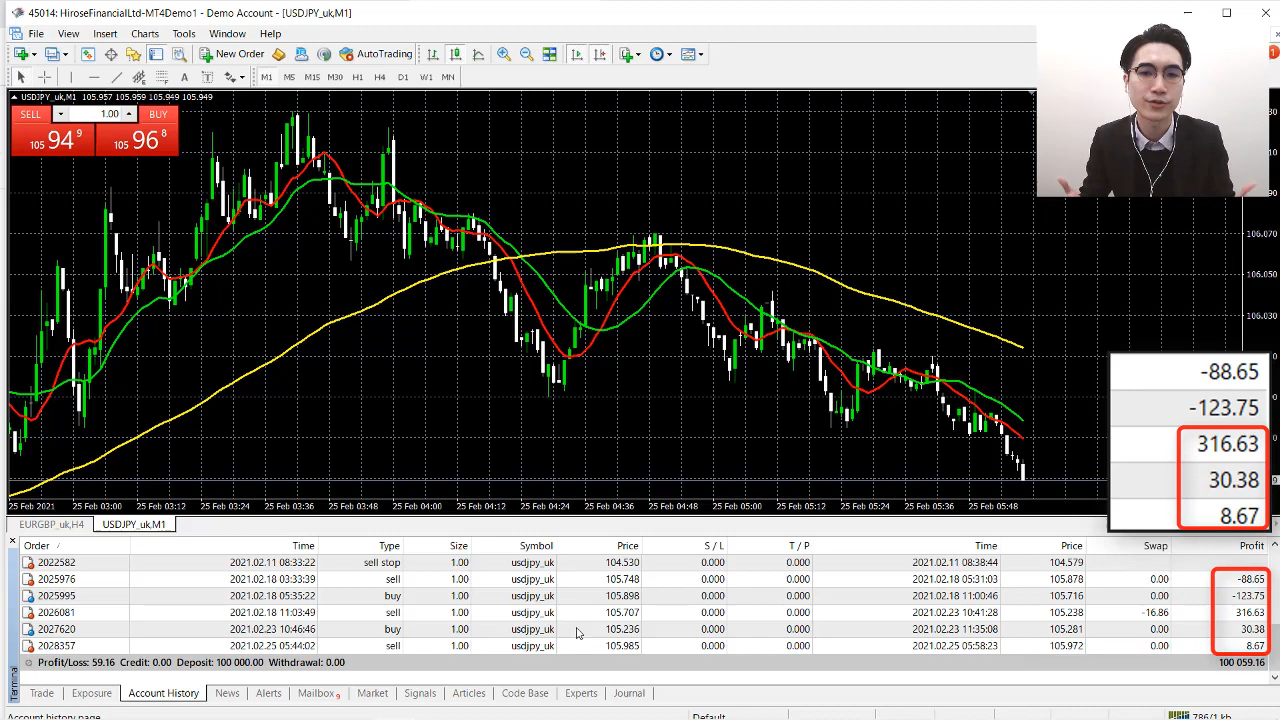 45014: HiroseFinancialLtd-MT4Demo1 - Demo Account - [USDJPY_uk,M1]
File View Insert Charts Tools Window Help
New Order AutoTrading
M1 M5 M15 M30 H1 H4 D1 W1 MN
USDJPY_uk,M1 105.957 105.959 105.949 105.949
SELL 1.00 BUY
105 94 9 105 96 8
106.070
106.050
106.030
-88.65
-123.75
316.63
30.38
8.67
25 Feb 2021 25 Feb 03:00 25 Feb 03:12 25 Feb 03:24 25 Feb 03:36 25 Feb 03:48 25 Feb 04:00 25 Feb 04:12 25 Feb 04:24 25 Feb 04:36 25 Feb 04:48 25 Feb 05:00 25 Feb 05:12 25 Feb 05:24 25 Feb 05:36 25 Feb 05:48
EURGBP_uk,H4 USDJPY_uk,M1
Order / Time Type Size Symbol Price S / L T / P Time Price Swap Profit
2022582 2021.02.11 08:33:22 sell stop 1.00 usdjpy_uk 104.530 0.000 0.000 2021.02.11 08:38:44 104.579
2025976 2021.02.18 03:33:39 sell 1.00 usdjpy_uk 105.748 0.000 0.000 2021.02.18 05:31:03 105.878 0.00 -88.65
2025995 2021.02.18 05:35:22 buy 1.00 usdjpy_uk 105.898 0.000 0.000 2021.02.18 11:00:46 105.716 0.00 -123.75
2026081 2021.02.18 11:03:49 sell 1.00 usdjpy_uk 105.707 0.000 0.000 2021.02.23 10:41:28 105.238 -16.86 316.63
2027620 2021.02.23 10:46:46 buy 1.00 usdjpy_uk 105.236 0.000 0.000 2021.02.23 11:35:08 105.281 0.00 30.38
2028357 2021.02.25 05:44:02 sell 1.00 usdjpy_uk 105.985 0.000 0.000 2021.02.25 05:58:23 105.972 0.00 8.67
Profit/Loss: 59.16 Credit: 0.00 Deposit: 100 000.00 Withdrawal: 0.00 100 059.16
Terminal
Trade Exposure Account History News Alerts Mailbox 9 Market Signals Articles Code Base Experts Journal
Account history page Default 786/1 kb